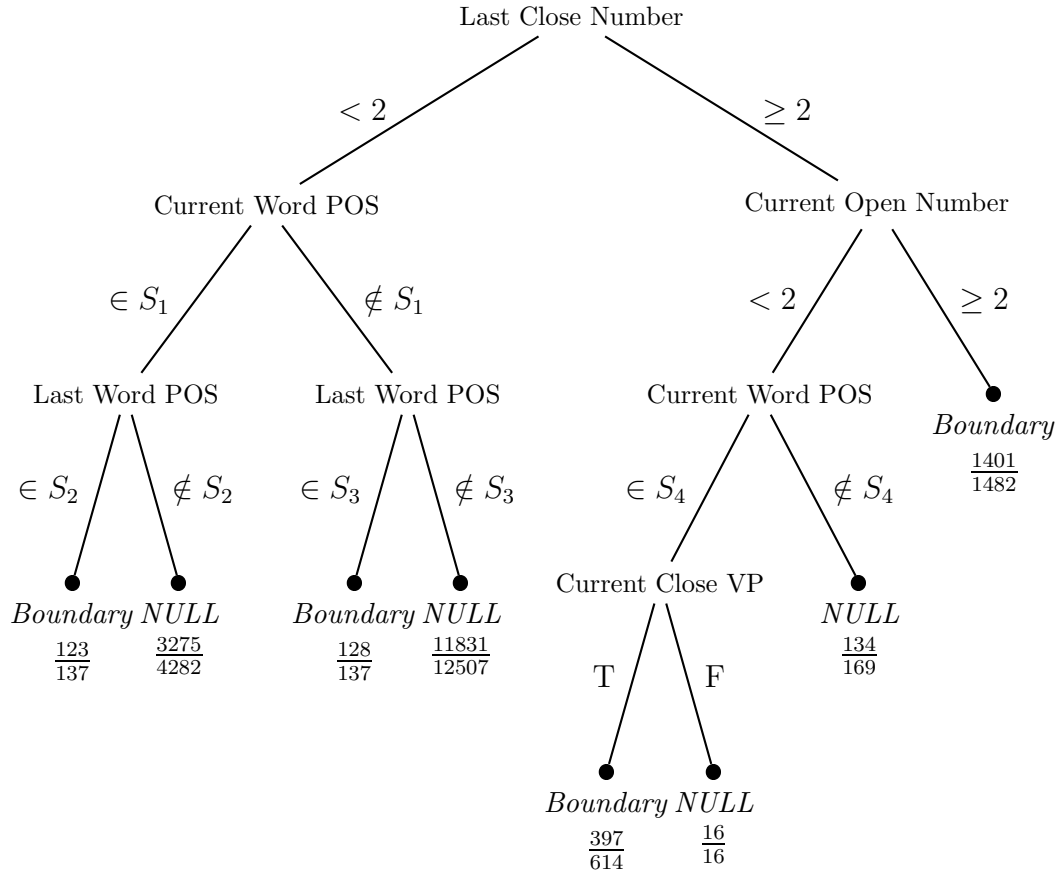 Last Close Number
< 2
≥ 2
Current Word POS
Current Open Number
∈ S₁
∉ S₁
< 2
≥ 2
Last Word POS
Last Word POS
Current Word POS
Boundary
1401/1482
∈ S₂
∉ S₂
∈ S₃
∉ S₃
∈ S₄
∉ S₄
Boundary
123/137
NULL
3275/4282
Boundary
128/137
NULL
11831/12507
Current Close VP
NULL
134/169
T
F
Boundary
397/614
NULL
16/16